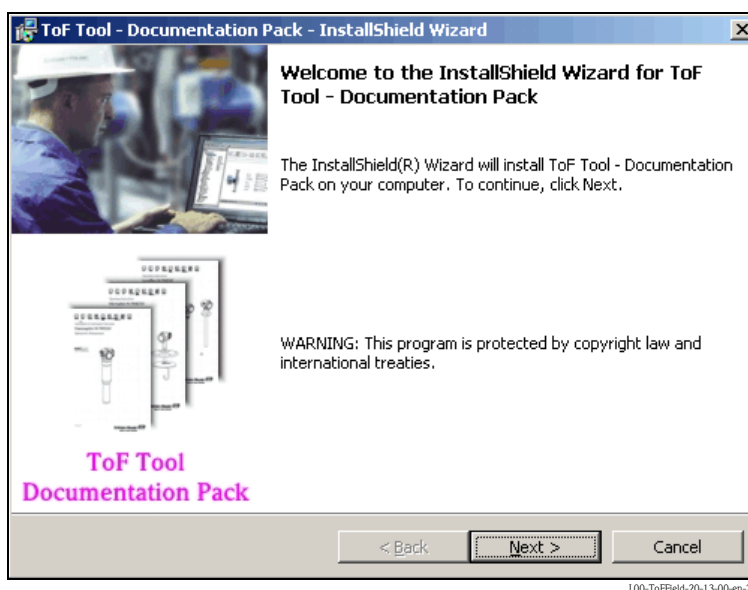 ToF Tool - Documentation Pack - InstallShield Wizard
Welcome to the InstallShield Wizard for ToF
Tool - Documentation Pack
The InstallShield(R) Wizard will install ToF Tool - Documentation
Pack on your computer. To continue, click Next.
WARNING: This program is protected by copyright law and
international treaties.
ToF Tool
Documentation Pack
< Back
Next >
Cancel